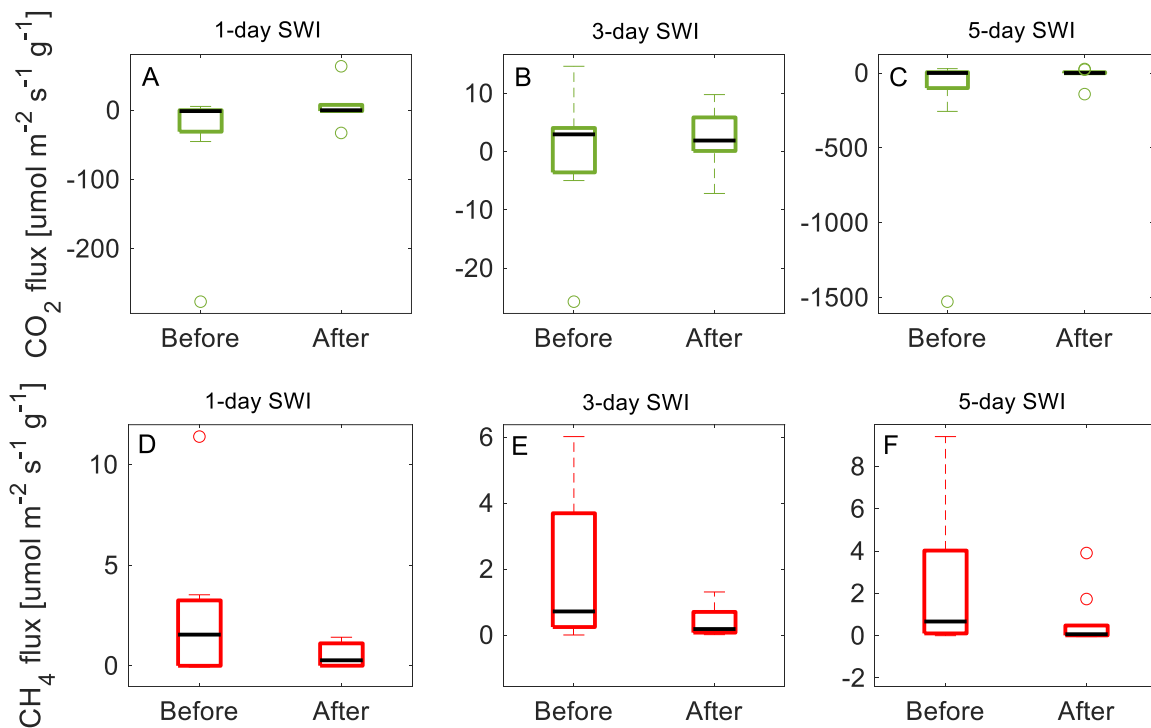 1-day SWI
3-day SWI
5-day SWI
CO2 flux [umol m-2 s-1 g-1]
A
0
-100
-200
Before
After
B
10
0
-10
-20
Before
After
C
0
-500
-1000
-1500
Before
After
1-day SWI
3-day SWI
5-day SWI
CH4 flux [umol m-2 s-1 g-1]
D
10
5
0
Before
After
E
6
4
2
0
Before
After
F
8
6
4
2
0
-2
Before
After